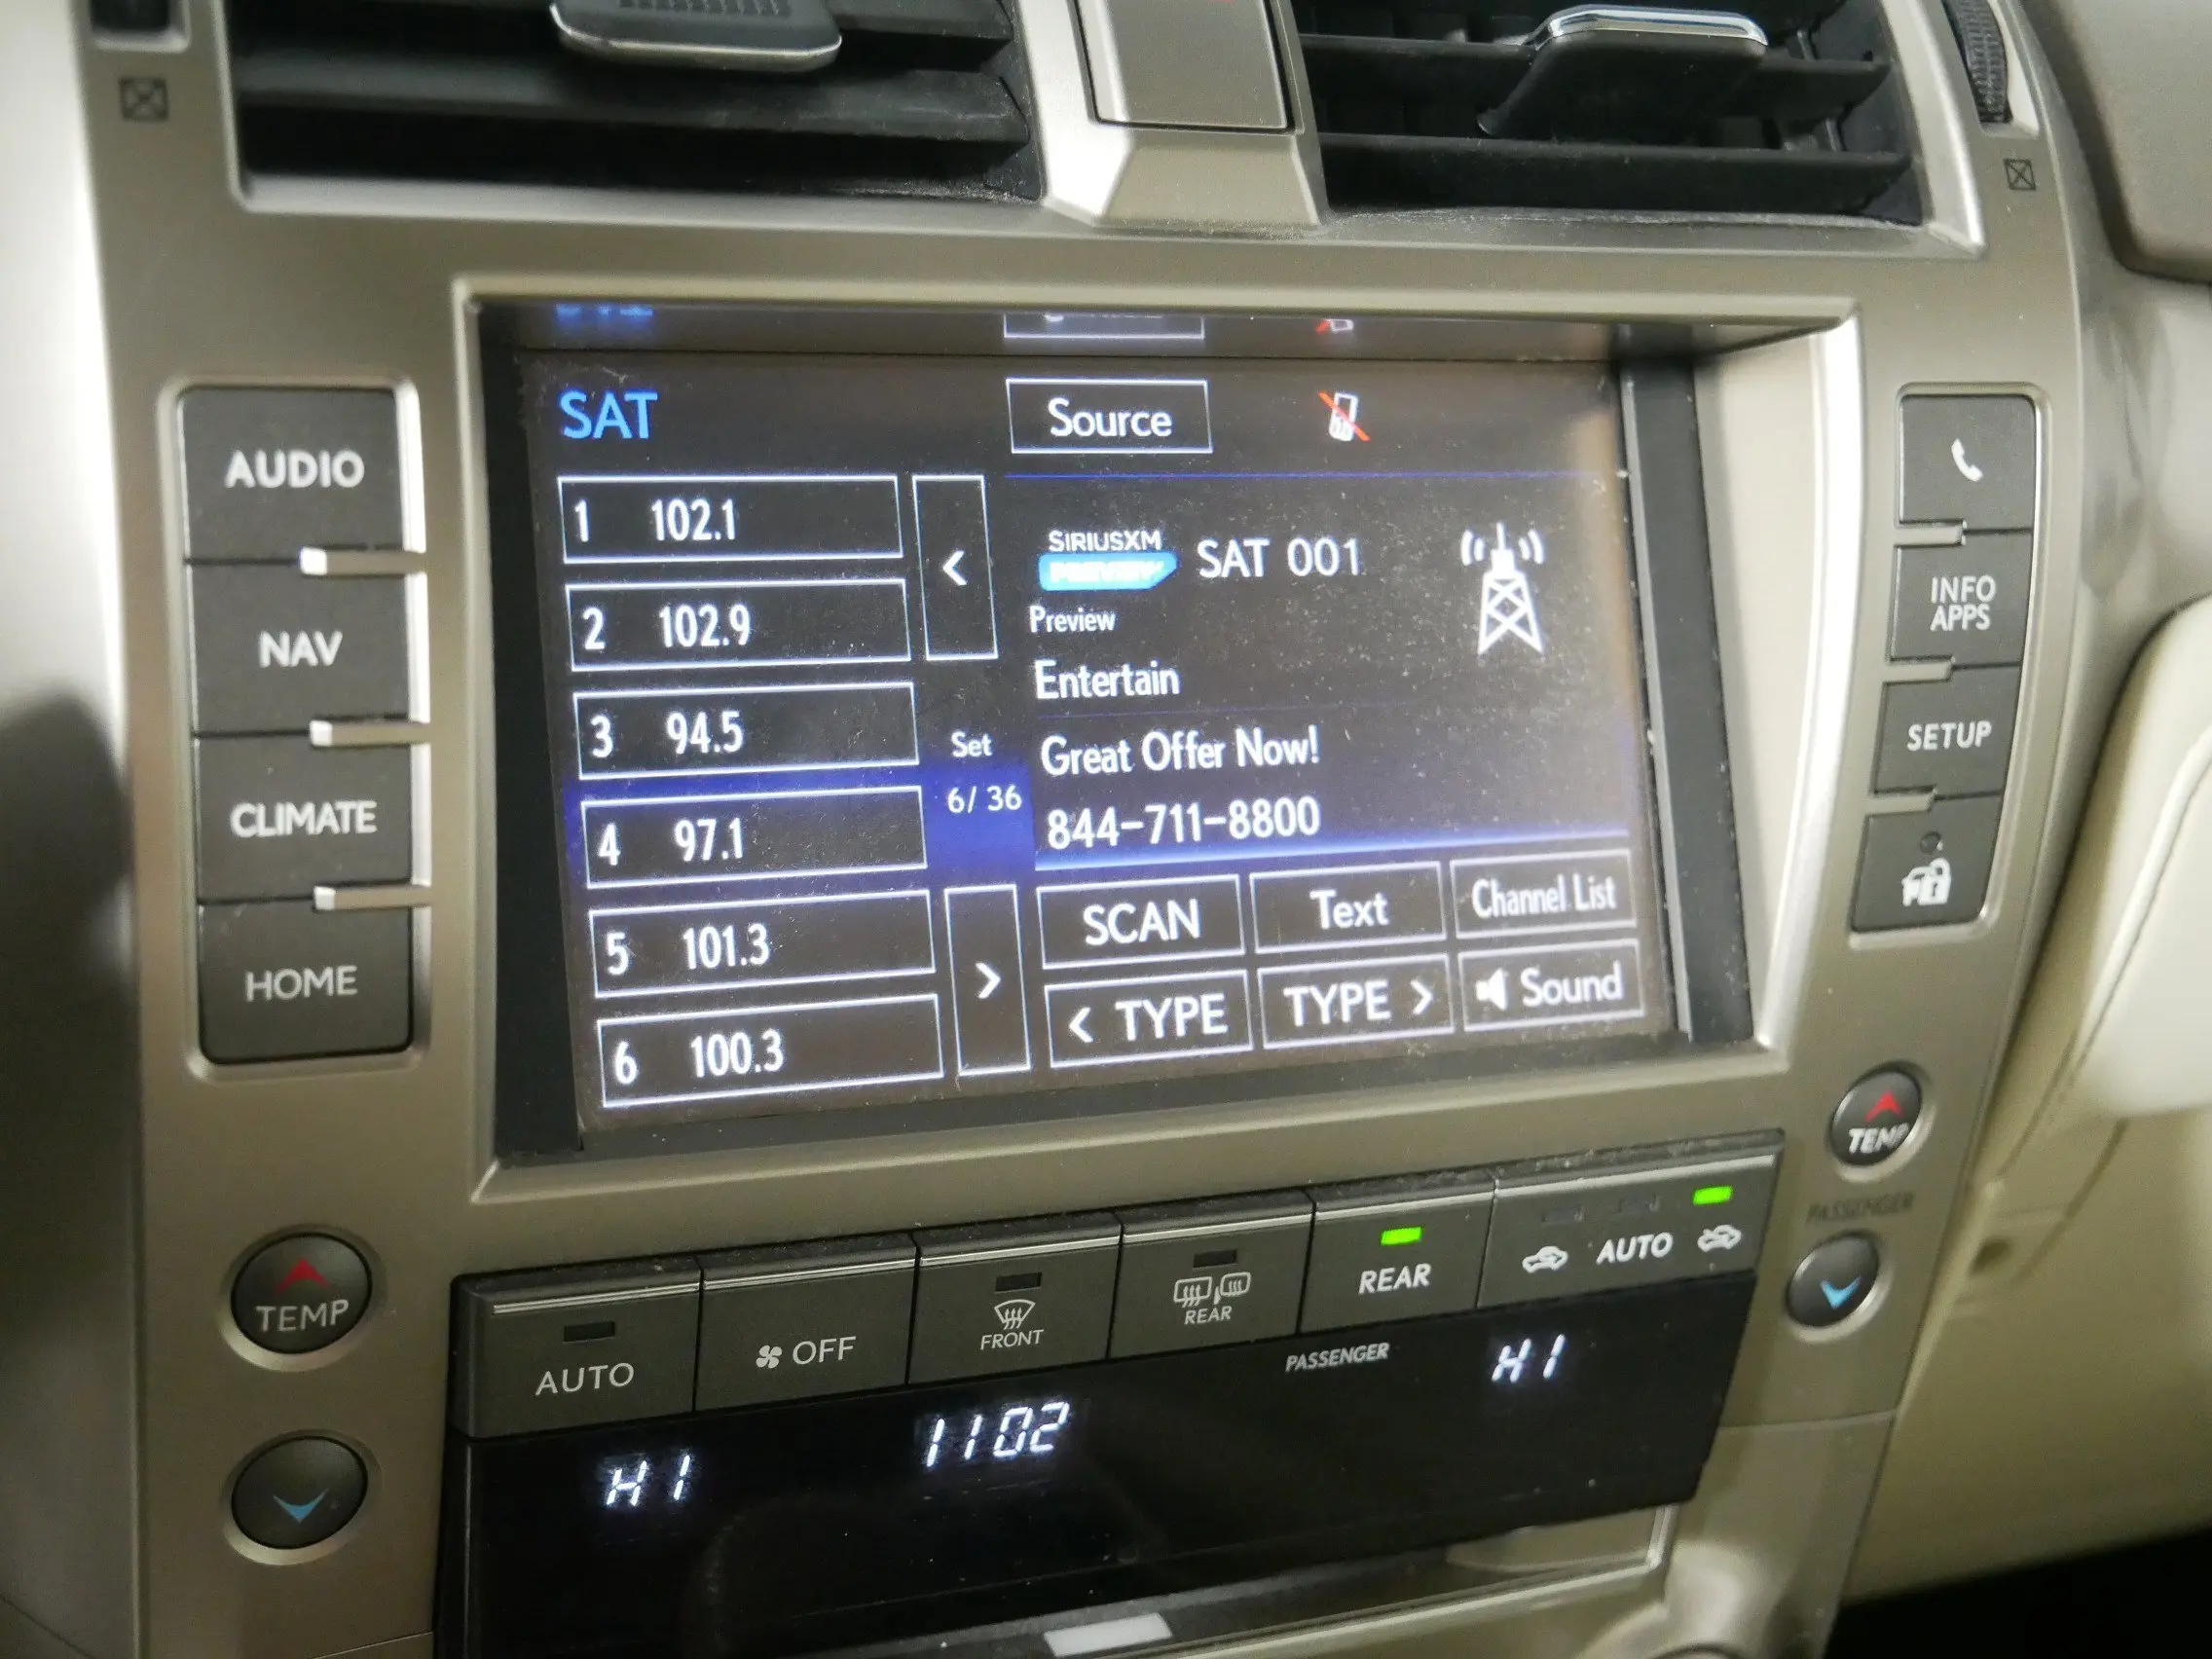 SAT
Source
1 102.1
2 102.9
3 94.5
4 97.1
5 101.3
6 100.3
<
Set
6/ 36
>
SIRIUSXM
PREVIEW
SAT 001
Preview
Entertain
Great Offer Now!
844-711-8800
SCAN
Text
Channel List
< TYPE
TYPE >
Sound
AUDIO
NAV
CLIMATE
HOME
INFO
APPS
SETUP
TEMP
TEMP
PASSENGER
AUTO
OFF
FRONT
REAR
REAR
AUTO
PASSENGER
HI
1102
HI